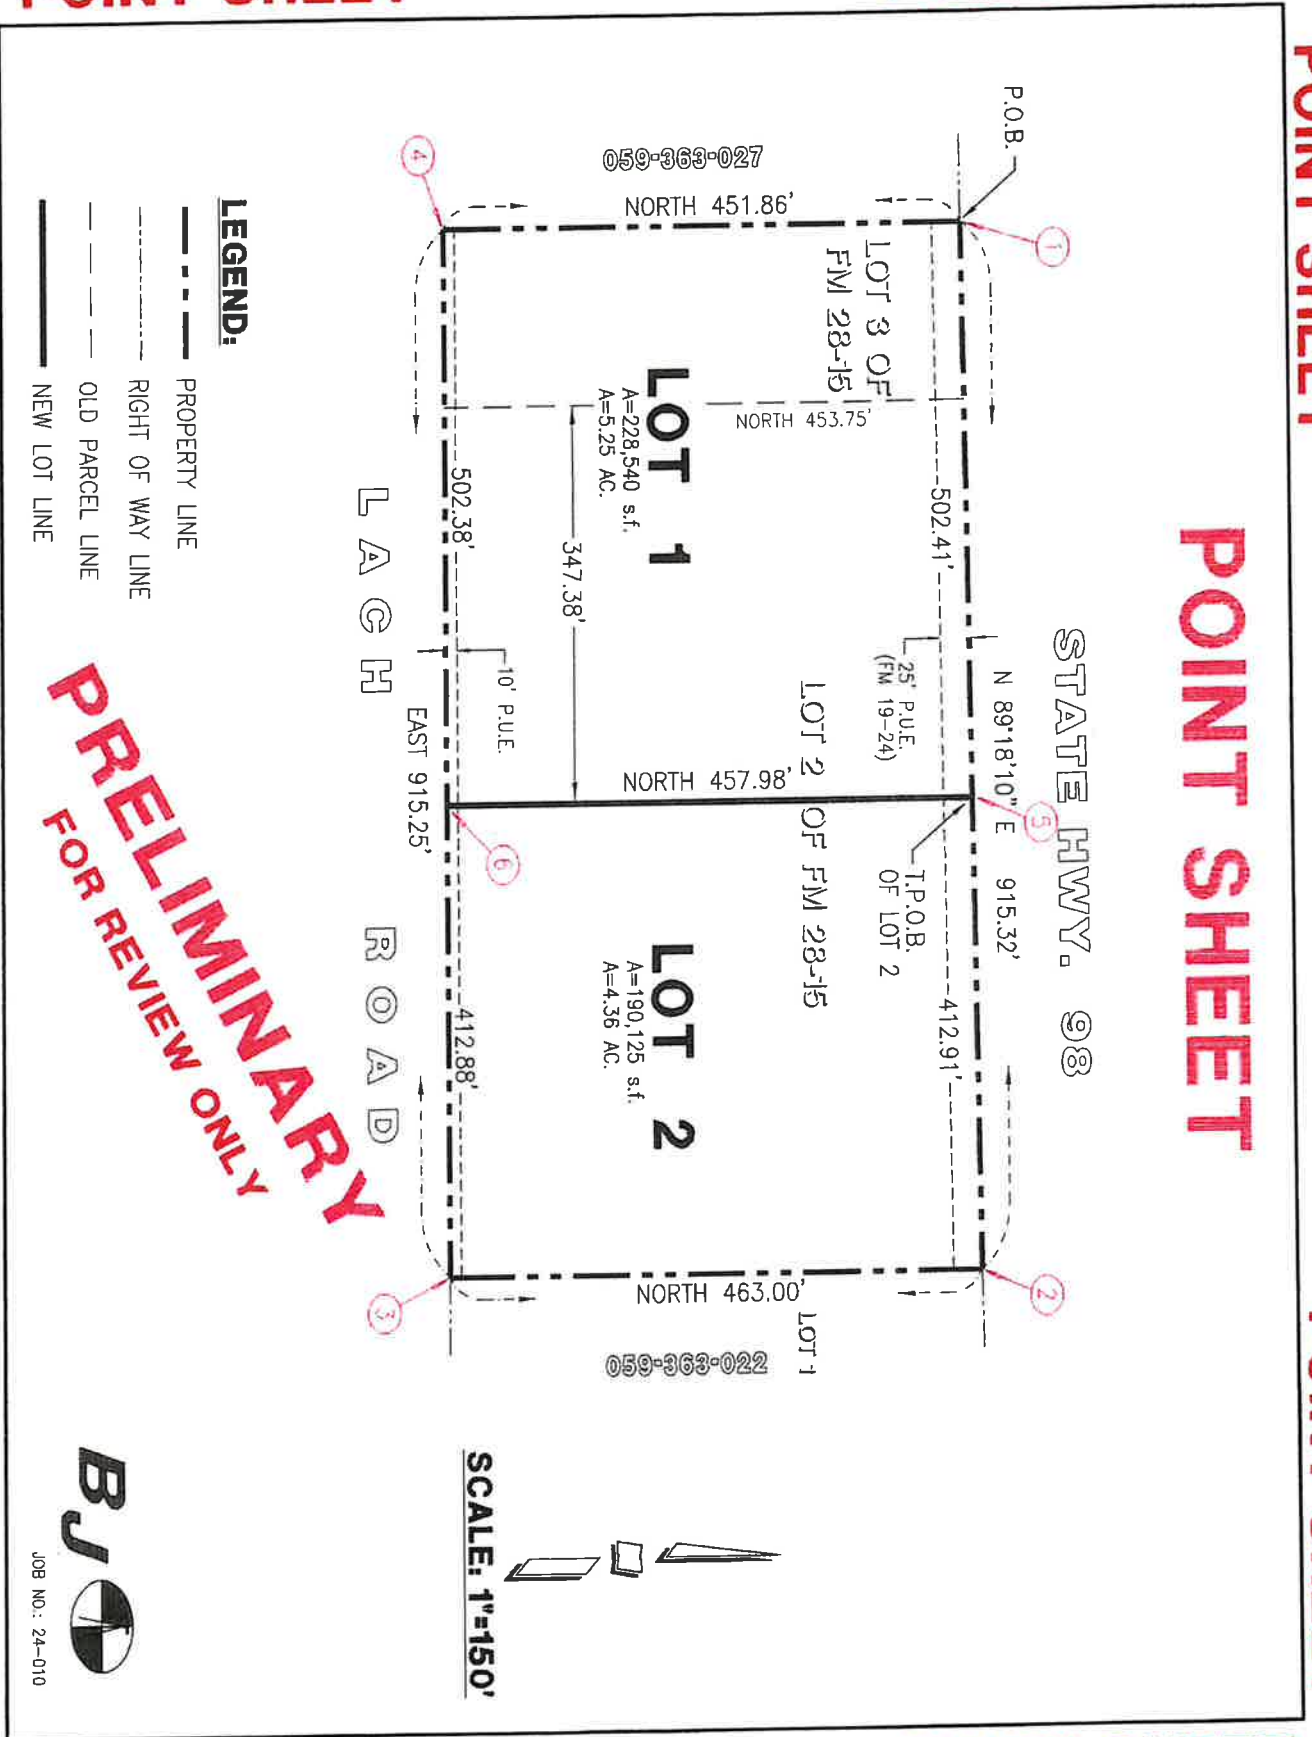 POINT SHEET
POINT SHEET
POINT SHEET
STATE HWY. 98
N 89°18'10" E 915.32'
P.O.B.
1
5
2
T.P.O.B.
OF LOT 2
502.41'
412.91'
25' P.U.E.
(FM 19-24)
LOT 3 OF
FM 28-15
LOT 2 OF FM 28-15
LOT 1
059-363-027
NORTH 451.86'
NORTH 453.75'
NORTH 457.98'
NORTH 463.00'
059-363-022
LOT 1
A=228,540 s.f.
A=5.25 AC.
LOT 2
A=190,125 s.f.
A=4.36 AC.
347.38'
10' P.U.E.
502.38'
412.88'
4
6
3
EAST 915.25'
LACH ROAD
LEGEND:
PROPERTY LINE
RIGHT OF WAY LINE
OLD PARCEL LINE
NEW LOT LINE
PRELIMINARY
FOR REVIEW ONLY
SCALE: 1"=150'
BJ
JOB NO.: 24-010